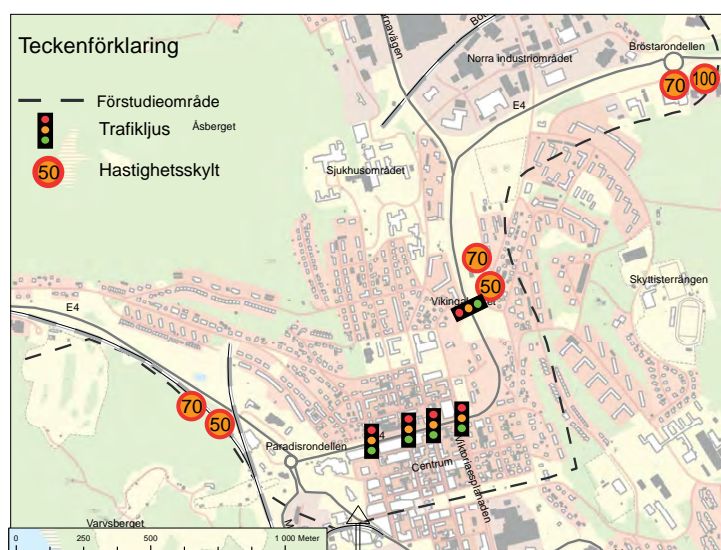 Teckenförklaring
Förstudieområde
Trafikljus
50
Hastighetsskylt
Åsberget
Norra industriområdet
Bröstarondellen
70
100
E4
Sjukhusområdet
70
50
Skyttisterrängen
E4
70
50
Paradisrondellen
Centrum
Viktoriaesplanaden
Varvsberget
0 250 500 1 000 Meter